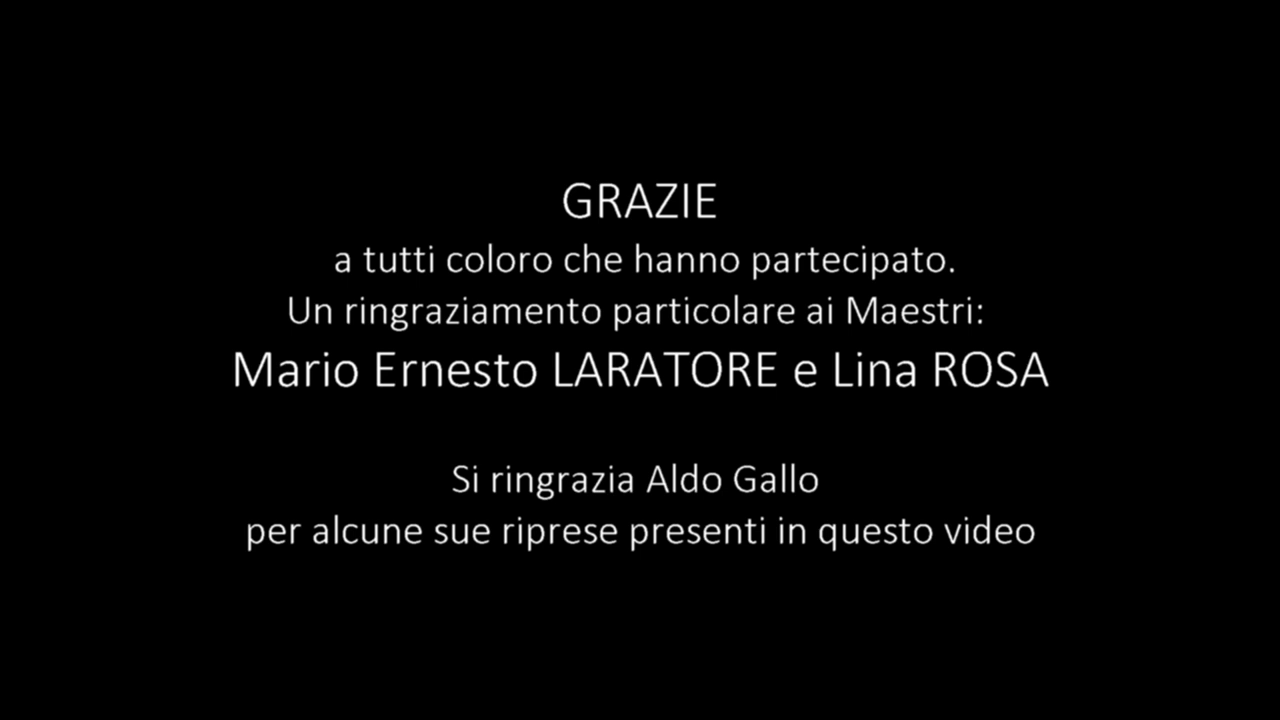 GRAZIE
a tutti coloro che hanno partecipato.
Un ringraziamento particolare ai Maestri:
Mario Ernesto LARATORE e Lina ROSA
Si ringrazia Aldo Gallo
per alcune sue riprese presenti in questo video